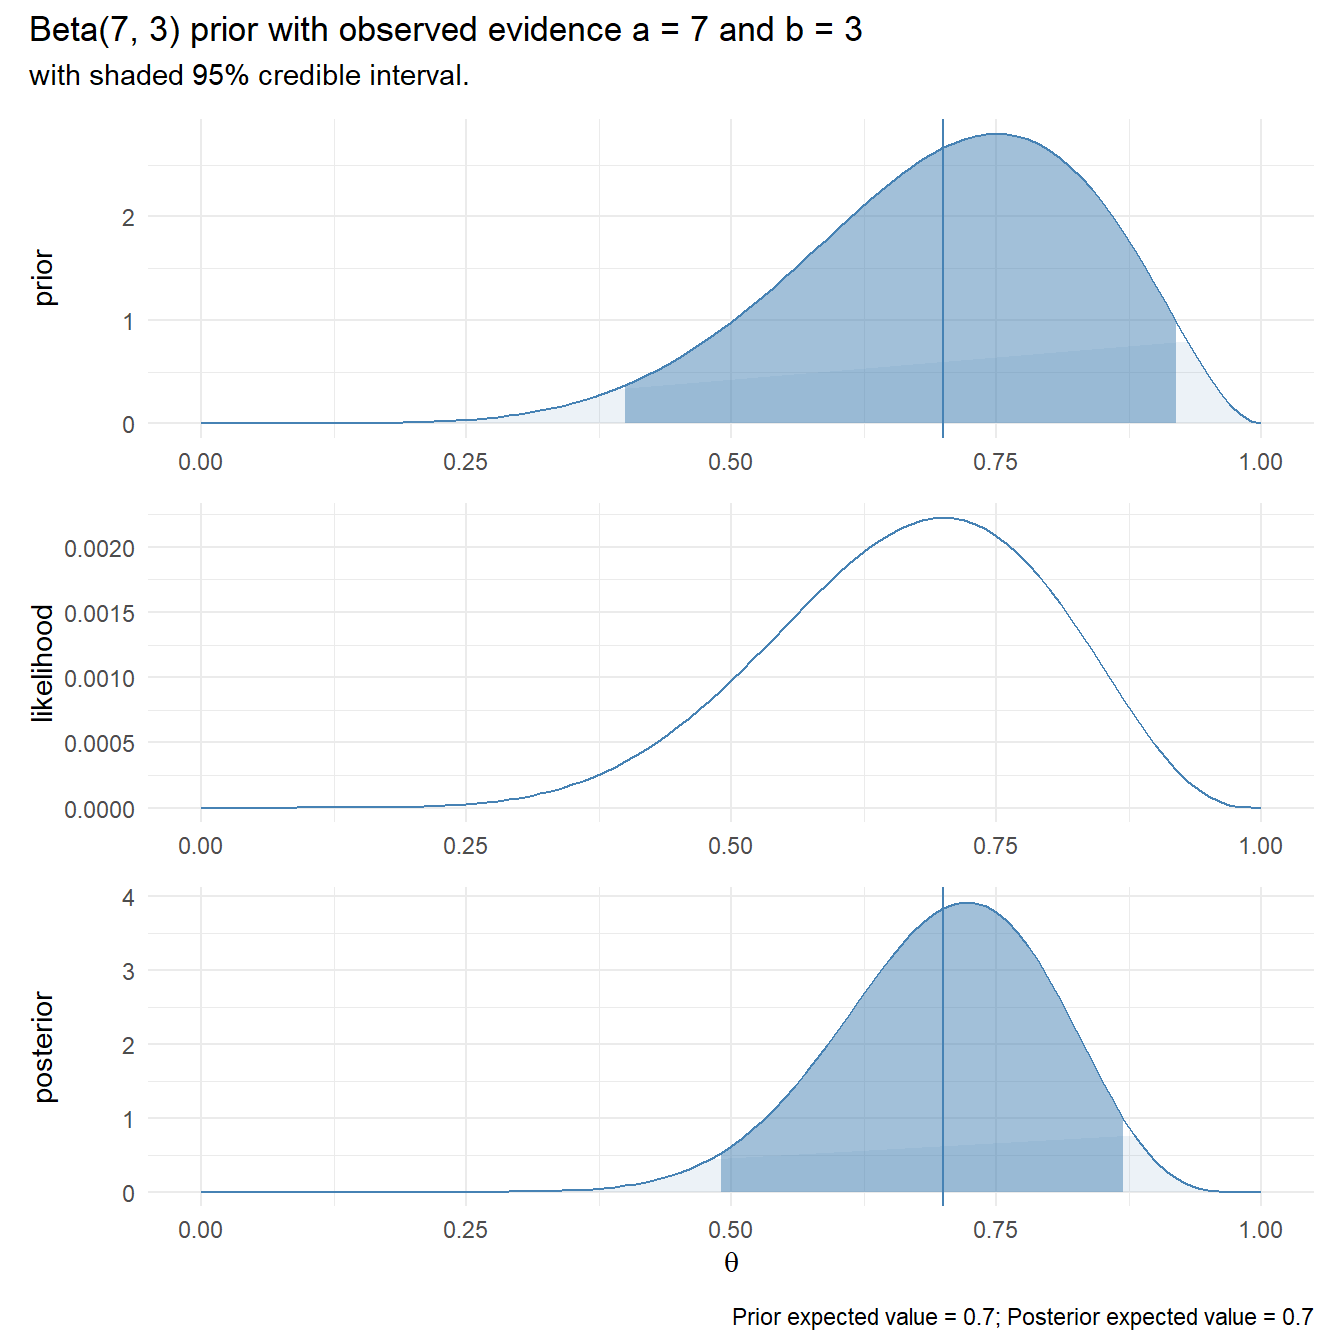 Beta(7, 3) prior with observed evidence a = 7 and b = 3
with shaded 95% credible interval.
prior
2
1
0
0.00 0.25 0.50 0.75 1.00
likelihood
0.0020
0.0015
0.0010
0.0005
0.0000
0.00 0.25 0.50 0.75 1.00
posterior
4
3
2
1
0
0.00 0.25 0.50 0.75 1.00
θ
Prior expected value = 0.7; Posterior expected value = 0.7